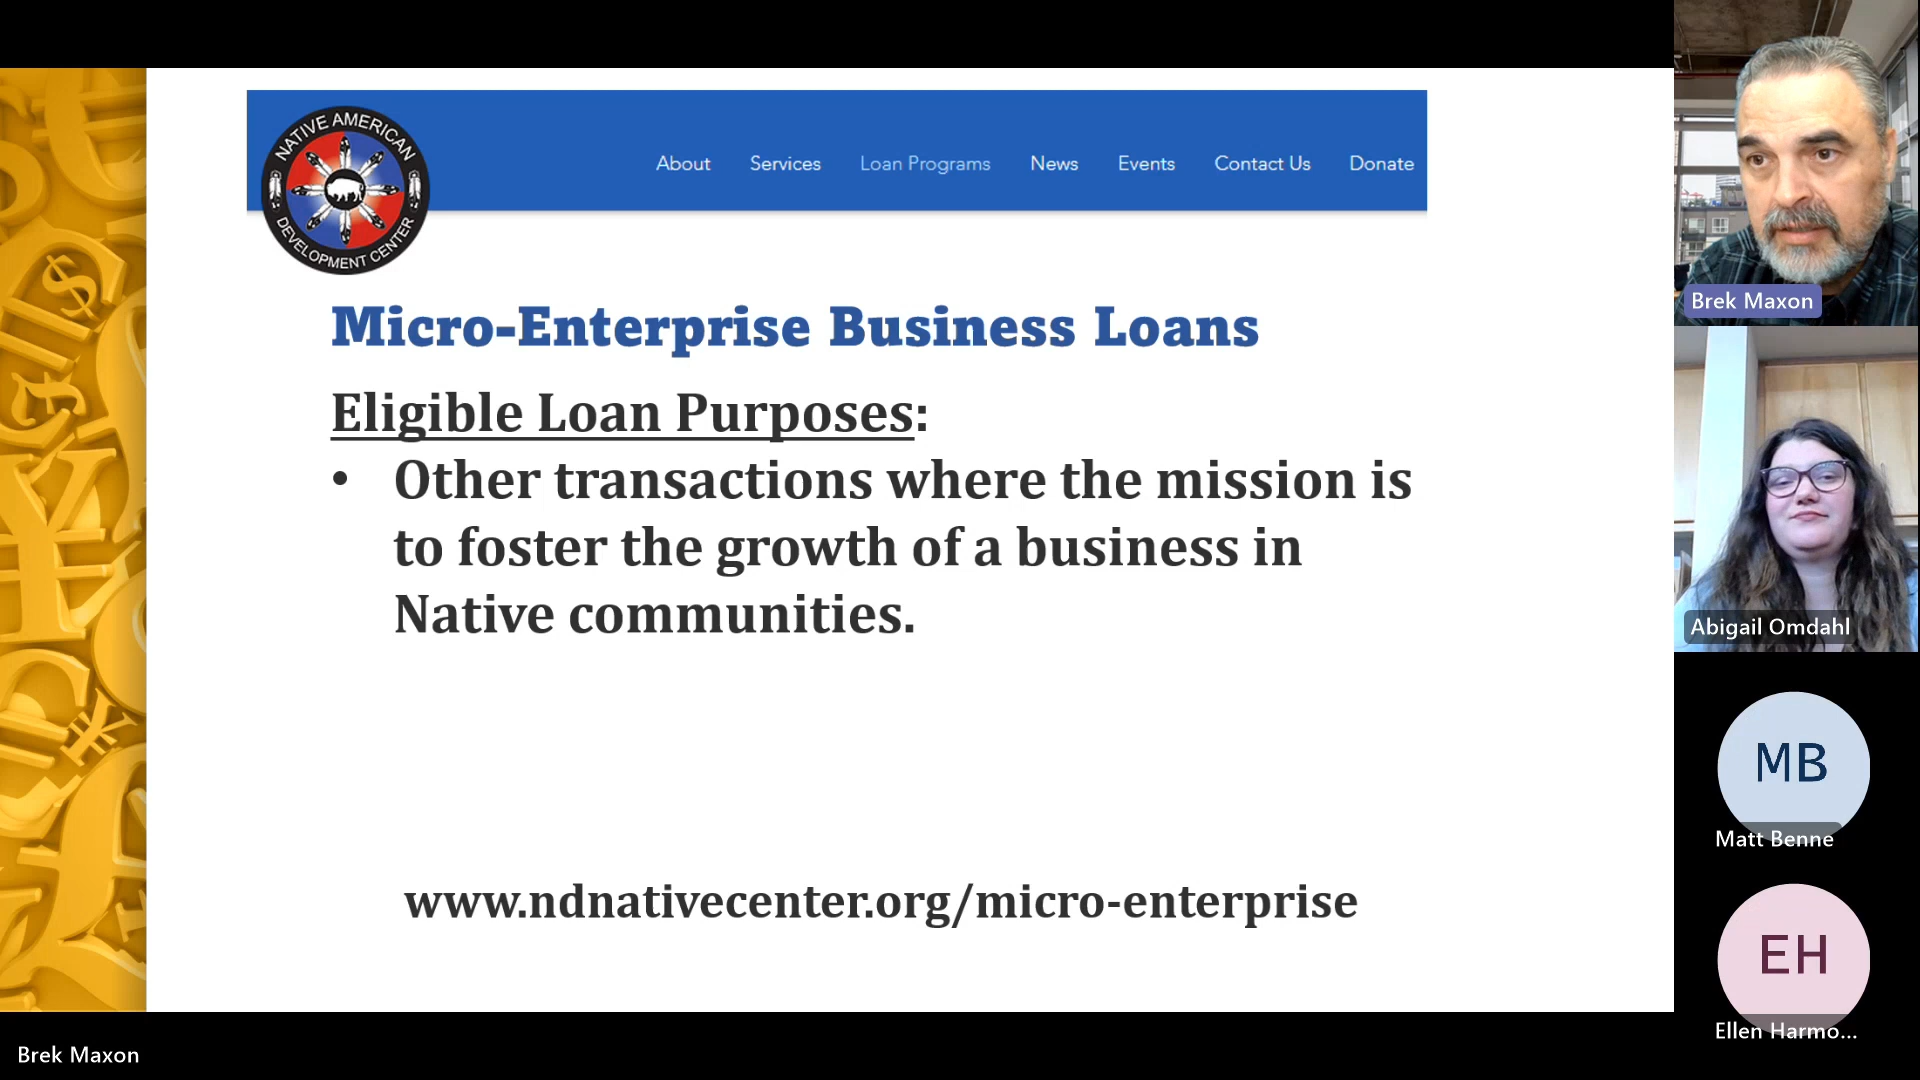 NATIVE AMERICAN
DEVELOPMENT CENTER
About Services Loan Programs News Events Contact Us Donate
Micro-Enterprise Business Loans
Eligible Loan Purposes:
• Other transactions where the mission is
to foster the growth of a business in
Native communities.
www.ndnativecenter.org/micro-enterprise
Brek Maxon
Abigail Omdahl
MB
Matt Benne
EH
Ellen Harmo...
Brek Maxon